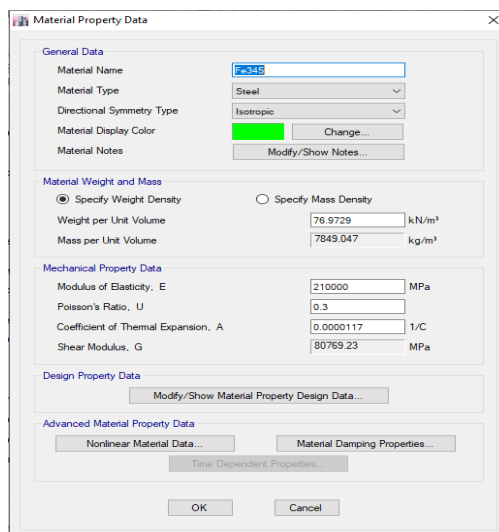 Material Property Data
General Data
Material Name Fe345
Material Type Steel
Directional Symmetry Type Isotropic
Material Display Color Change...
Material Notes Modify/Show Notes...
Material Weight and Mass
Specify Weight Density Specify Mass Density
Weight per Unit Volume 76.9729 kN/m³
Mass per Unit Volume 7849.047 kg/m³
Mechanical Property Data
Modulus of Elasticity, E 210000 MPa
Poisson's Ratio, U 0.3
Coefficient of Thermal Expansion, A 0.0000117 1/C
Shear Modulus, G 80769.23 MPa
Design Property Data
Modify/Show Material Property Design Data...
Advanced Material Property Data
Nonlinear Material Data... Material Damping Properties...
Time Dependent Properties...
OK Cancel